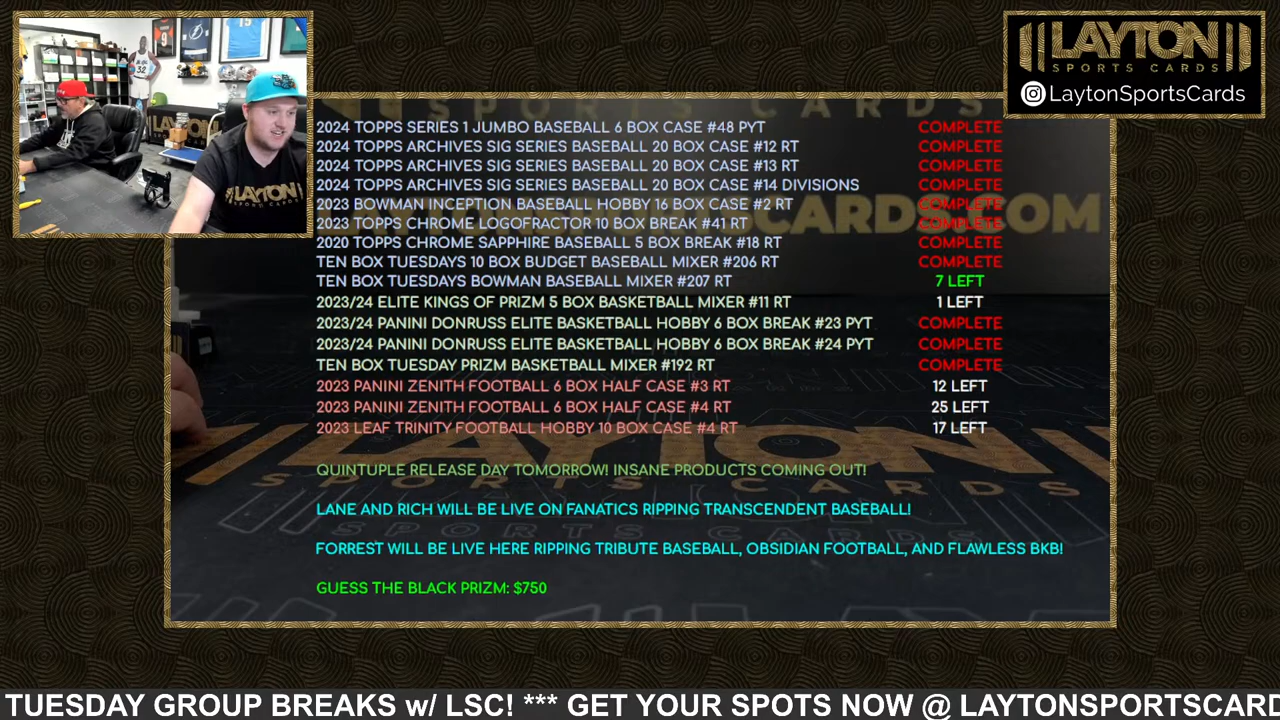 LAYTON
SPORTS CARDS
LaytonSportsCards
SPORTS CARDS
2024 TOPPS SERIES 1 JUMBO BASEBALL 6 BOX CASE #48 PYT COMPLETE
2024 TOPPS ARCHIVES SIG SERIES BASEBALL 20 BOX CASE #12 RT COMPLETE
2024 TOPPS ARCHIVES SIG SERIES BASEBALL 20 BOX CASE #13 RT COMPLETE
2024 TOPPS ARCHIVES SIG SERIES BASEBALL 20 BOX CASE #14 DIVISIONS COMPLETE
2023 BOWMAN INCEPTION BASEBALL HOBBY 16 BOX CASE #2 RT COMPLETE
2023 TOPPS CHROME LOGOFRACTOR 10 BOX BREAK #41 RT COMPLETE
2020 TOPPS CHROME SAPPHIRE BASEBALL 5 BOX BREAK #18 RT COMPLETE
TEN BOX TUESDAYS 10 BOX BUDGET BASEBALL MIXER #206 RT COMPLETE
TEN BOX TUESDAYS BOWMAN BASEBALL MIXER #207 RT 7 LEFT
2023/24 ELITE KINGS OF PRIZM 5 BOX BASKETBALL MIXER #11 RT 1 LEFT
2023/24 PANINI DONRUSS ELITE BASKETBALL HOBBY 6 BOX BREAK #23 PYT COMPLETE
2023/24 PANINI DONRUSS ELITE BASKETBALL HOBBY 6 BOX BREAK #24 PYT COMPLETE
TEN BOX TUESDAY PRIZM BASKETBALL MIXER #192 RT COMPLETE
2023 PANINI ZENITH FOOTBALL 6 BOX HALF CASE #3 RT 12 LEFT
2023 PANINI ZENITH FOOTBALL 6 BOX HALF CASE #4 RT 25 LEFT
2023 LEAF TRINITY FOOTBALL HOBBY 10 BOX CASE #4 RT 17 LEFT
LAYTON
SPORTS CARDS
QUINTUPLE RELEASE DAY TOMORROW! INSANE PRODUCTS COMING OUT!
LANE AND RICH WILL BE LIVE ON FANATICS RIPPING TRANSCENDENT BASEBALL!
FORREST WILL BE LIVE HERE RIPPING TRIBUTE BASEBALL, OBSIDIAN FOOTBALL, AND FLAWLESS BKB!
GUESS THE BLACK PRIZM: $750
TUESDAY GROUP BREAKS w/ LSC! *** GET YOUR SPOTS NOW @ LAYTONSPORTSCARD